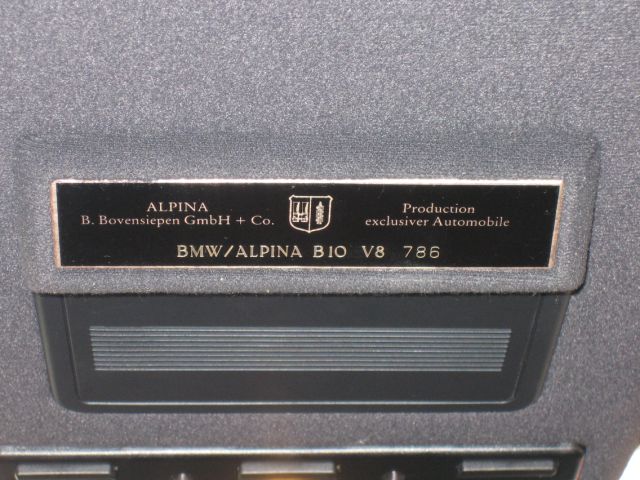 ALPINA
B. Bovensiepen GmbH + Co.
Production
exclusiver Automobile
BMW/ALPINA B10 V8 786